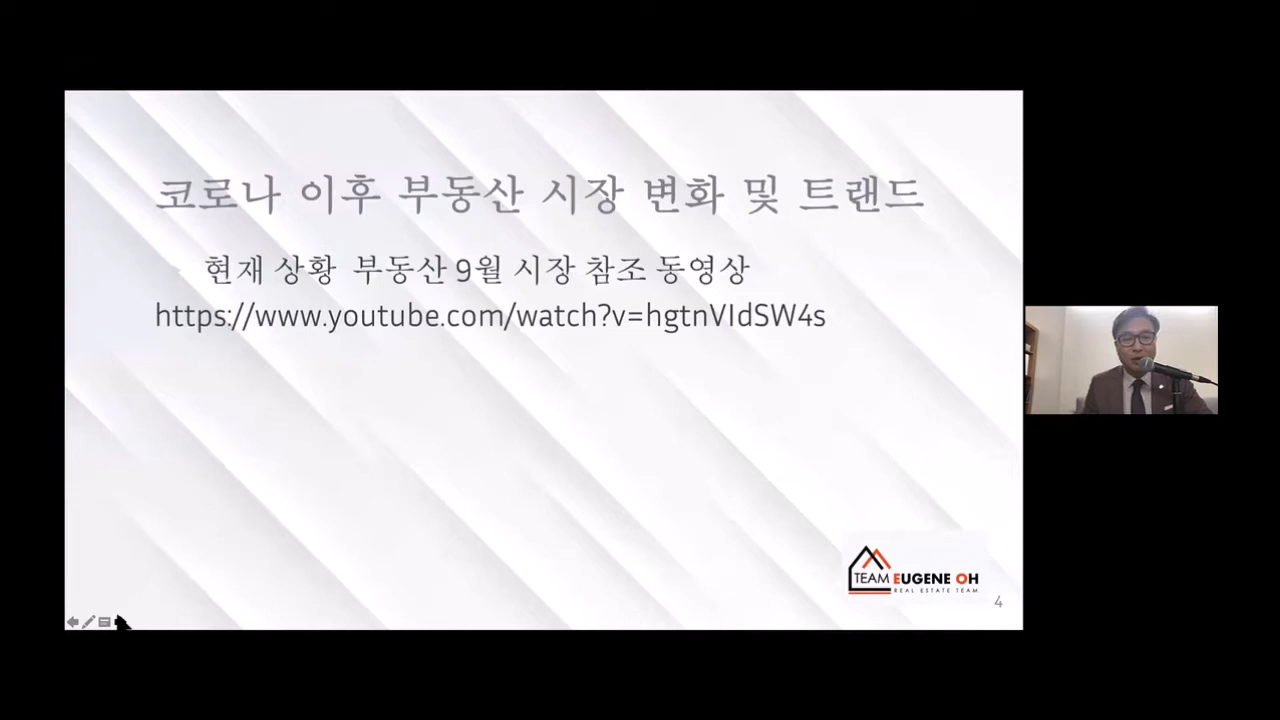 코로나 이후 부동산 시장 변화 및 트랜드
현재 상황 부동산 9월 시장 참조 동영상
https://www.youtube.com/watch?v=hgtnVIdSW4s
TEAM EUGENE OH
REAL ESTATE TEAM
4